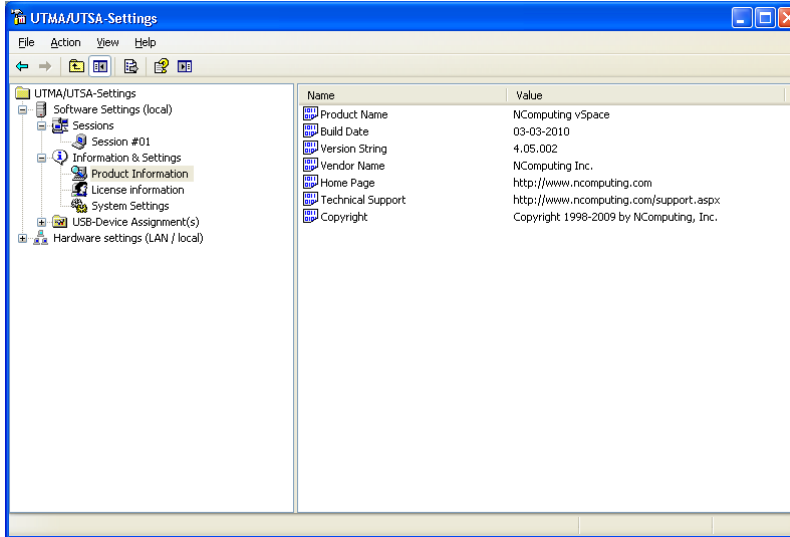 UTMA/UTSA-Settings
File Action View Help
UTMA/UTSA-Settings
Software Settings (local)
Sessions
Session #01
Information & Settings
Product Information
License information
System Settings
USB-Device Assignment(s)
Hardware settings (LAN / local)
Name Value
Product Name NComputing vSpace
Build Date 03-03-2010
Version String 4.05.002
Vendor Name NComputing Inc.
Home Page http://www.ncomputing.com
Technical Support http://www.ncomputing.com/support.aspx
Copyright Copyright 1998-2009 by NComputing, Inc.